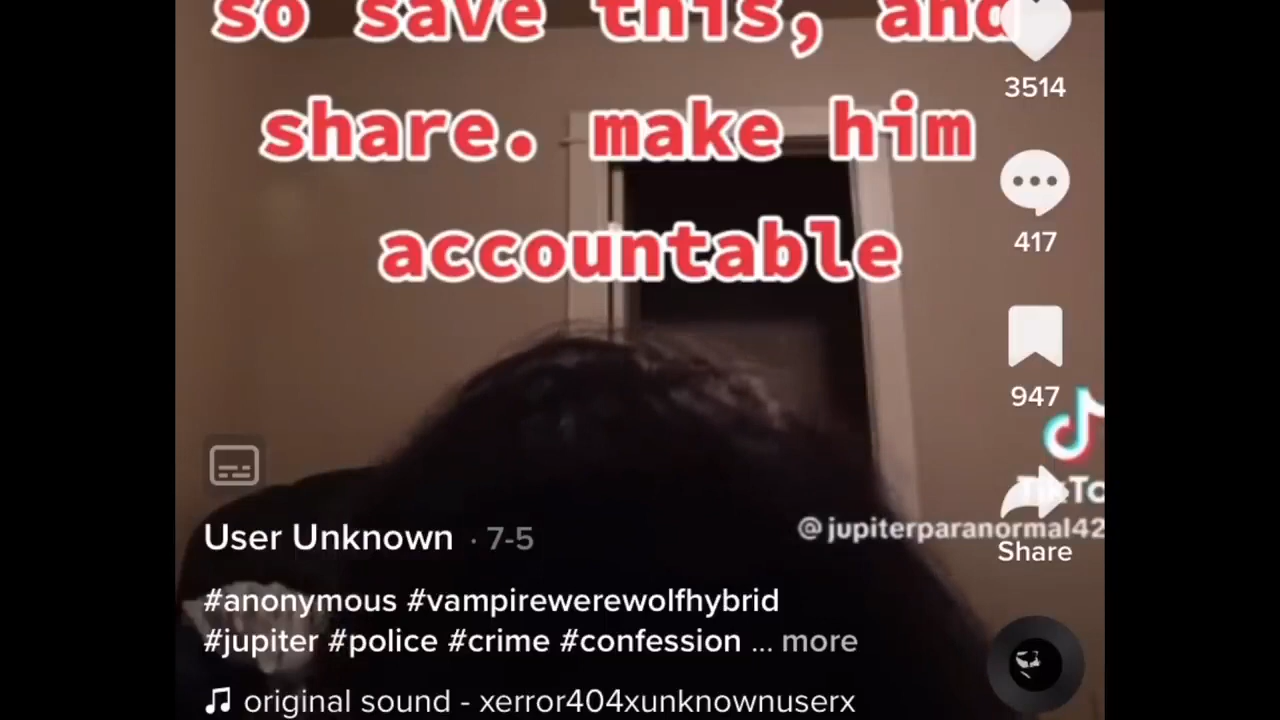 so save this, and
share. make him
accountable
3514
417
947
TikTo
@jupiterparanormal42
Share
User Unknown · 7-5
#anonymous #vampirewerewolfhybrid
#jupiter #police #crime #confession ... more
original sound - xerror404xunknownuserx